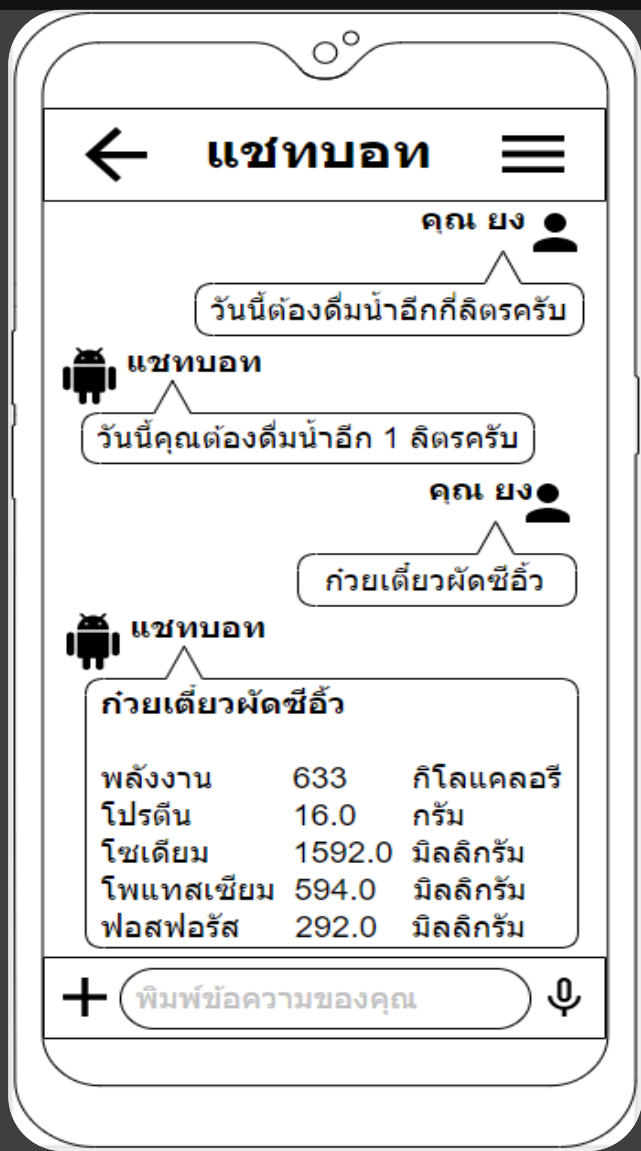 แชทบอท
คุณ ยง
วันนี้ต้องดื่มน้ำอีกกี่ลิตรครับ
แชทบอท
วันนี้คุณต้องดื่มน้ำอีก 1 ลิตรครับ
คุณ ยง
ก๋วยเตี๋ยวผัดซีอิ้ว
แชทบอท
ก๋วยเตี๋ยวผัดซีอิ้ว
พลังงาน 633 กิโลแคลอรี
โปรตีน 16.0 กรัม
โซเดียม 1592.0 มิลลิกรัม
โพแทสเซียม 594.0 มิลลิกรัม
ฟอสฟอรัส 292.0 มิลลิกรัม
พิมพ์ข้อความของคุณ